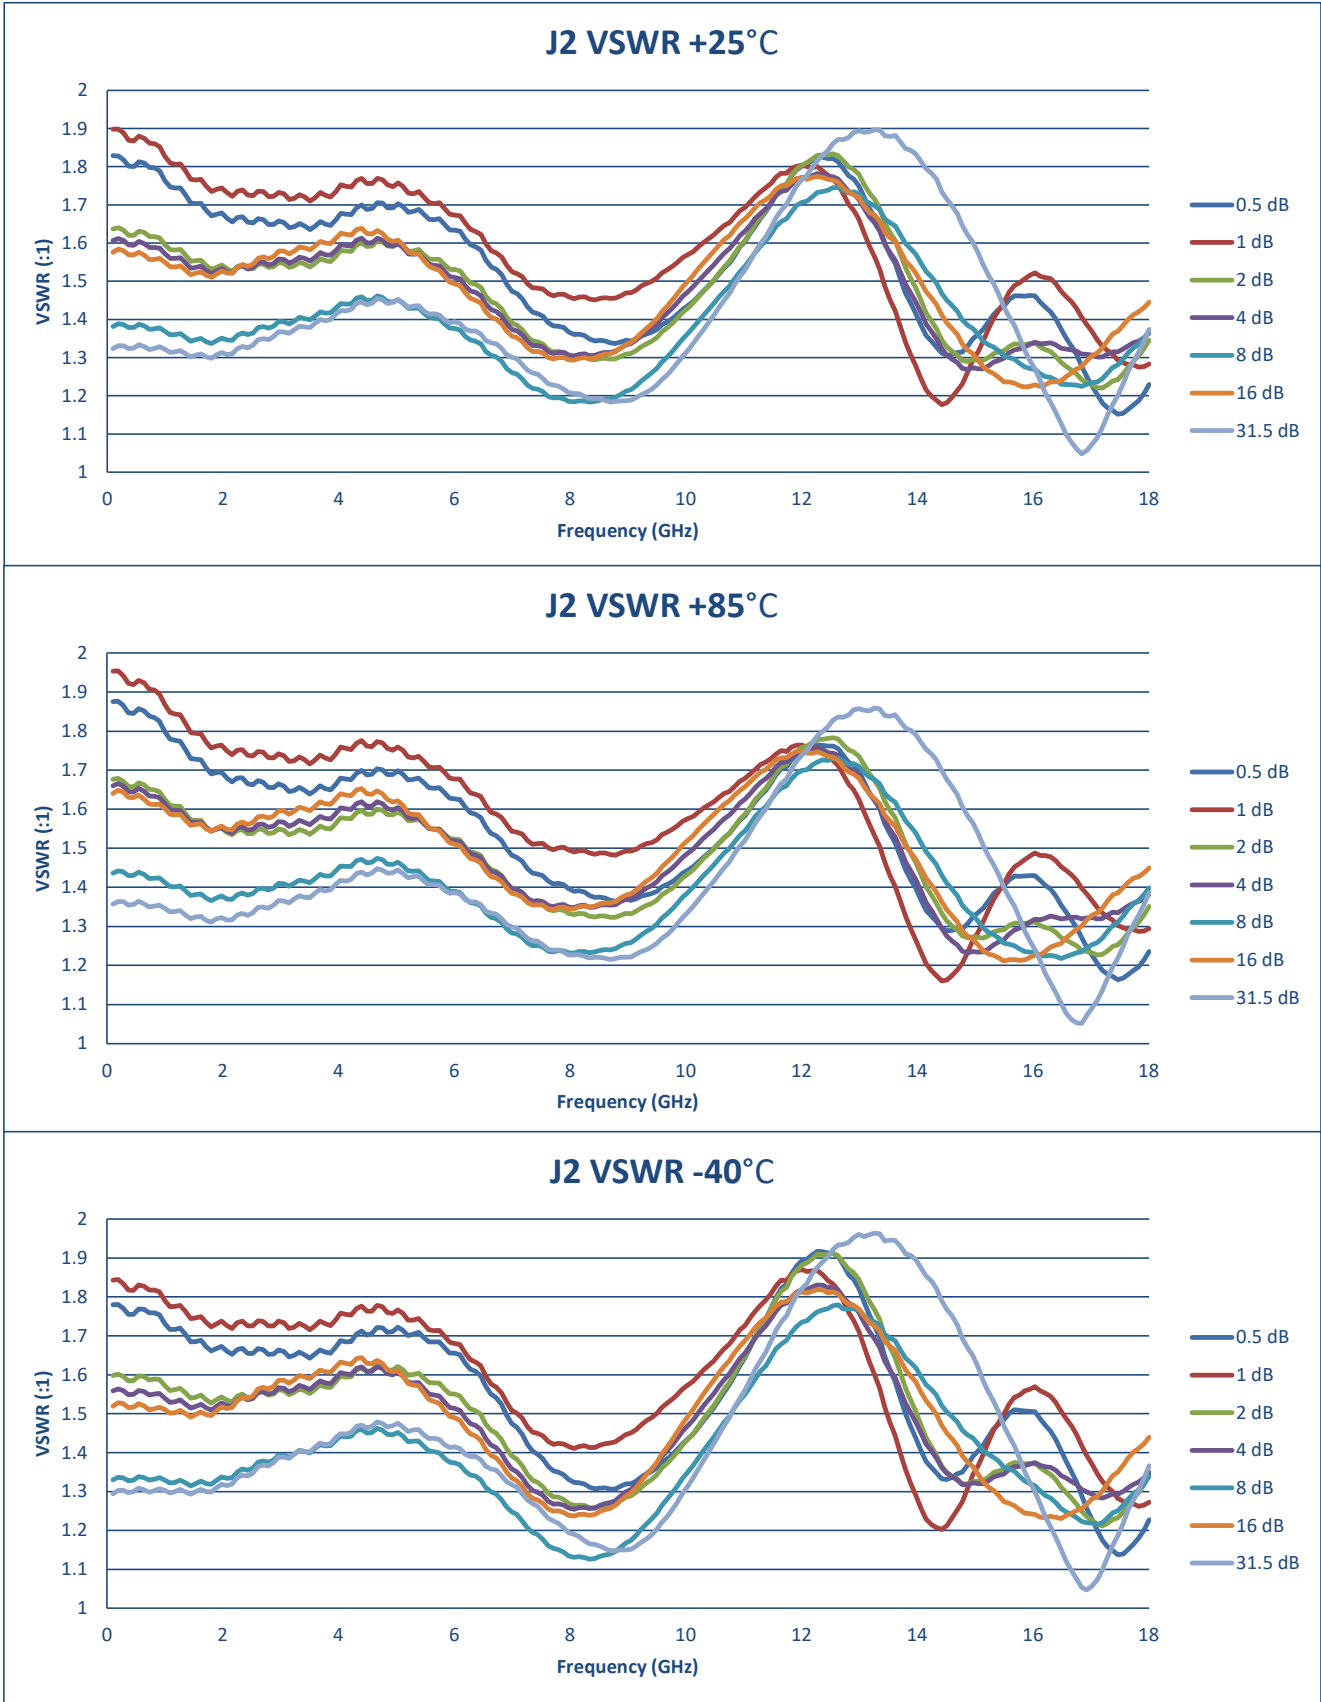 J2 VSWR +25°C
2
1.9
1.8
1.7
1.6
1.5
1.4
1.3
1.2
1.1
1
VSWR (:1)
0 2 4 6 8 10 12 14 16 18
Frequency (GHz)
0.5 dB
1 dB
2 dB
4 dB
8 dB
16 dB
31.5 dB
J2 VSWR +85°C
2
1.9
1.8
1.7
1.6
1.5
1.4
1.3
1.2
1.1
1
VSWR (:1)
0 2 4 6 8 10 12 14 16 18
Frequency (GHz)
0.5 dB
1 dB
2 dB
4 dB
8 dB
16 dB
31.5 dB
J2 VSWR -40°C
2
1.9
1.8
1.7
1.6
1.5
1.4
1.3
1.2
1.1
1
VSWR (:1)
0 2 4 6 8 10 12 14 16 18
Frequency (GHz)
0.5 dB
1 dB
2 dB
4 dB
8 dB
16 dB
31.5 dB